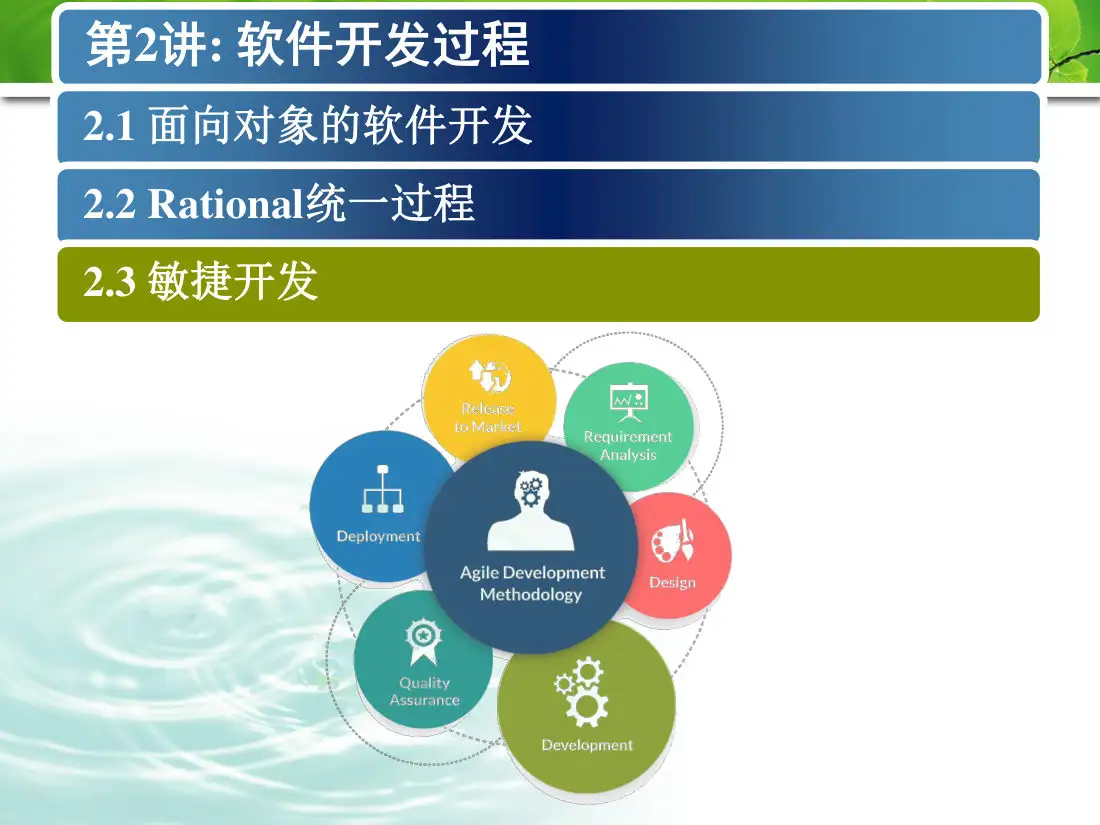 第2讲: 软件开发过程
2.1 面向对象的软件开发
2.2 Rational统一过程
2.3 敏捷开发
Release
to Market
Requirement
Analysis
Deployment
Agile Development
Methodology
Design
Quality
Assurance
Development